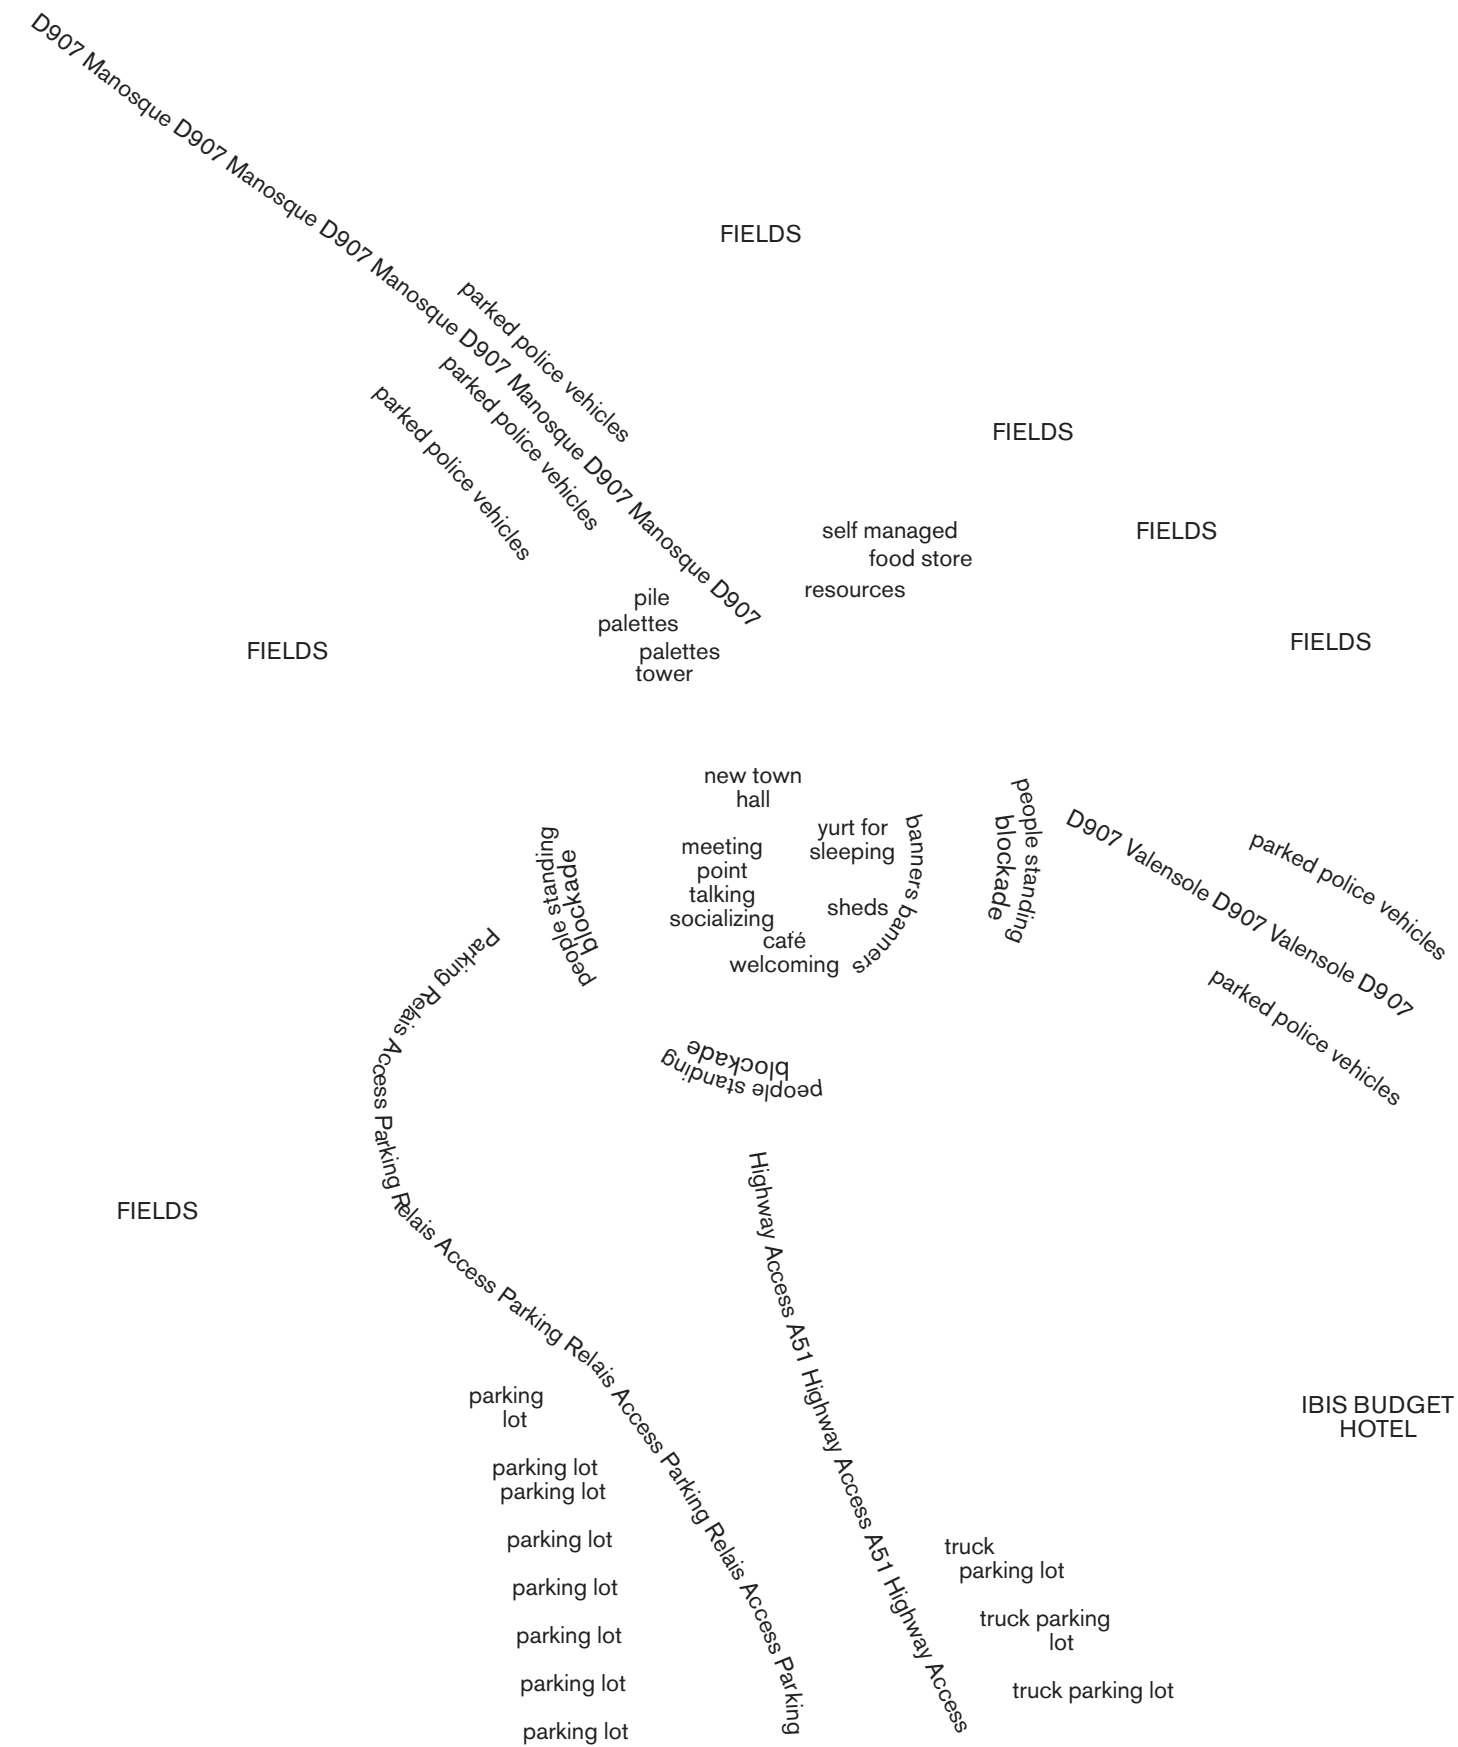 D907 Manosque D907 Manosque D907 Manosque D907 Manosque D907 Manosque D907
FIELDS
parked police vehicles
parked police vehicles
parked police vehicles
FIELDS
self managed
food store
resources
FIELDS
pile
palettes
palettes
tower
FIELDS
FIELDS
new town
hall
meeting
point
talking
socializing
café
welcoming
yurt for
sleeping
sheds
banners banners
people standing
blockade
people standing
blockade
D907 Valensole D907 Valensole D907
parked police vehicles
parked police vehicles
blockade
people standing
Parking Relais Access Parking Relais Access Parking Relais Access Parking Relais Access Parking
Highway Access A51 Highway Access A51 Highway Access
FIELDS
IBIS BUDGET
HOTEL
parking
lot
parking lot
parking lot
parking lot
parking lot
parking lot
parking lot
parking lot
truck
parking lot
truck parking
lot
truck parking lot